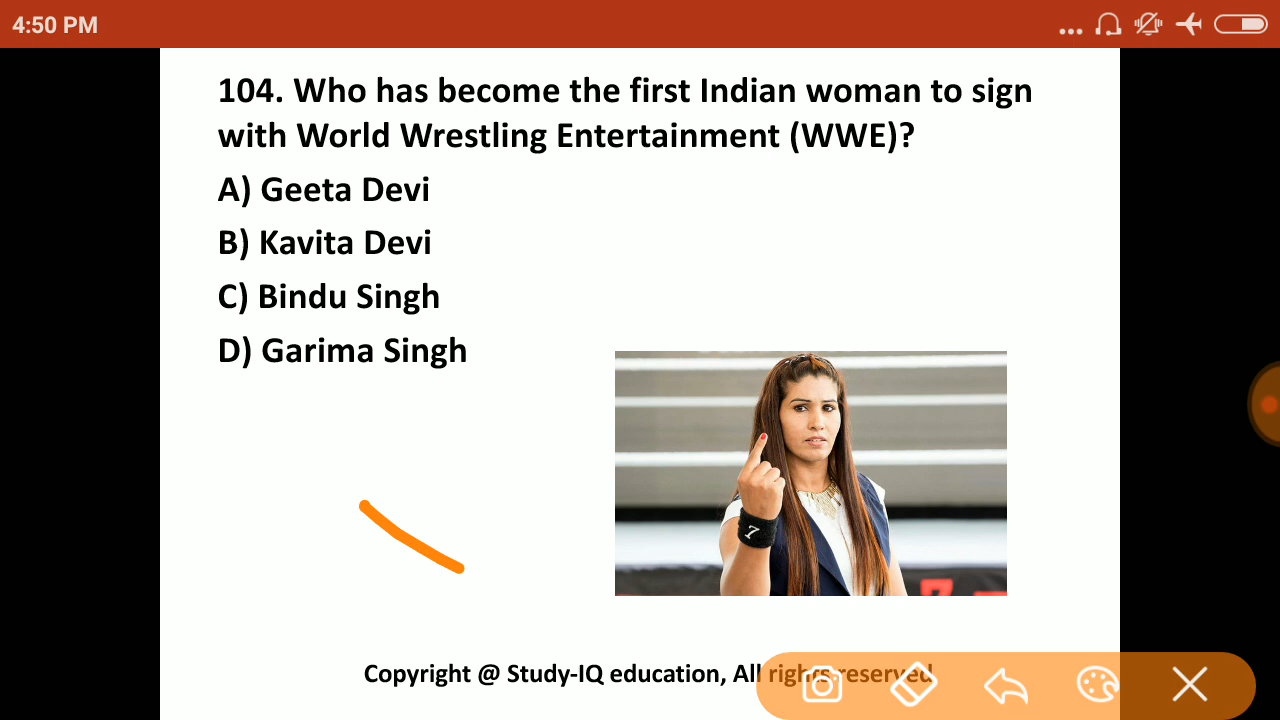 4:50 PM
104. Who has become the first Indian woman to sign
with World Wrestling Entertainment (WWE)?
A) Geeta Devi
B) Kavita Devi
C) Bindu Singh
D) Garima Singh
7
Copyright @ Study-IQ education, All rights reserved